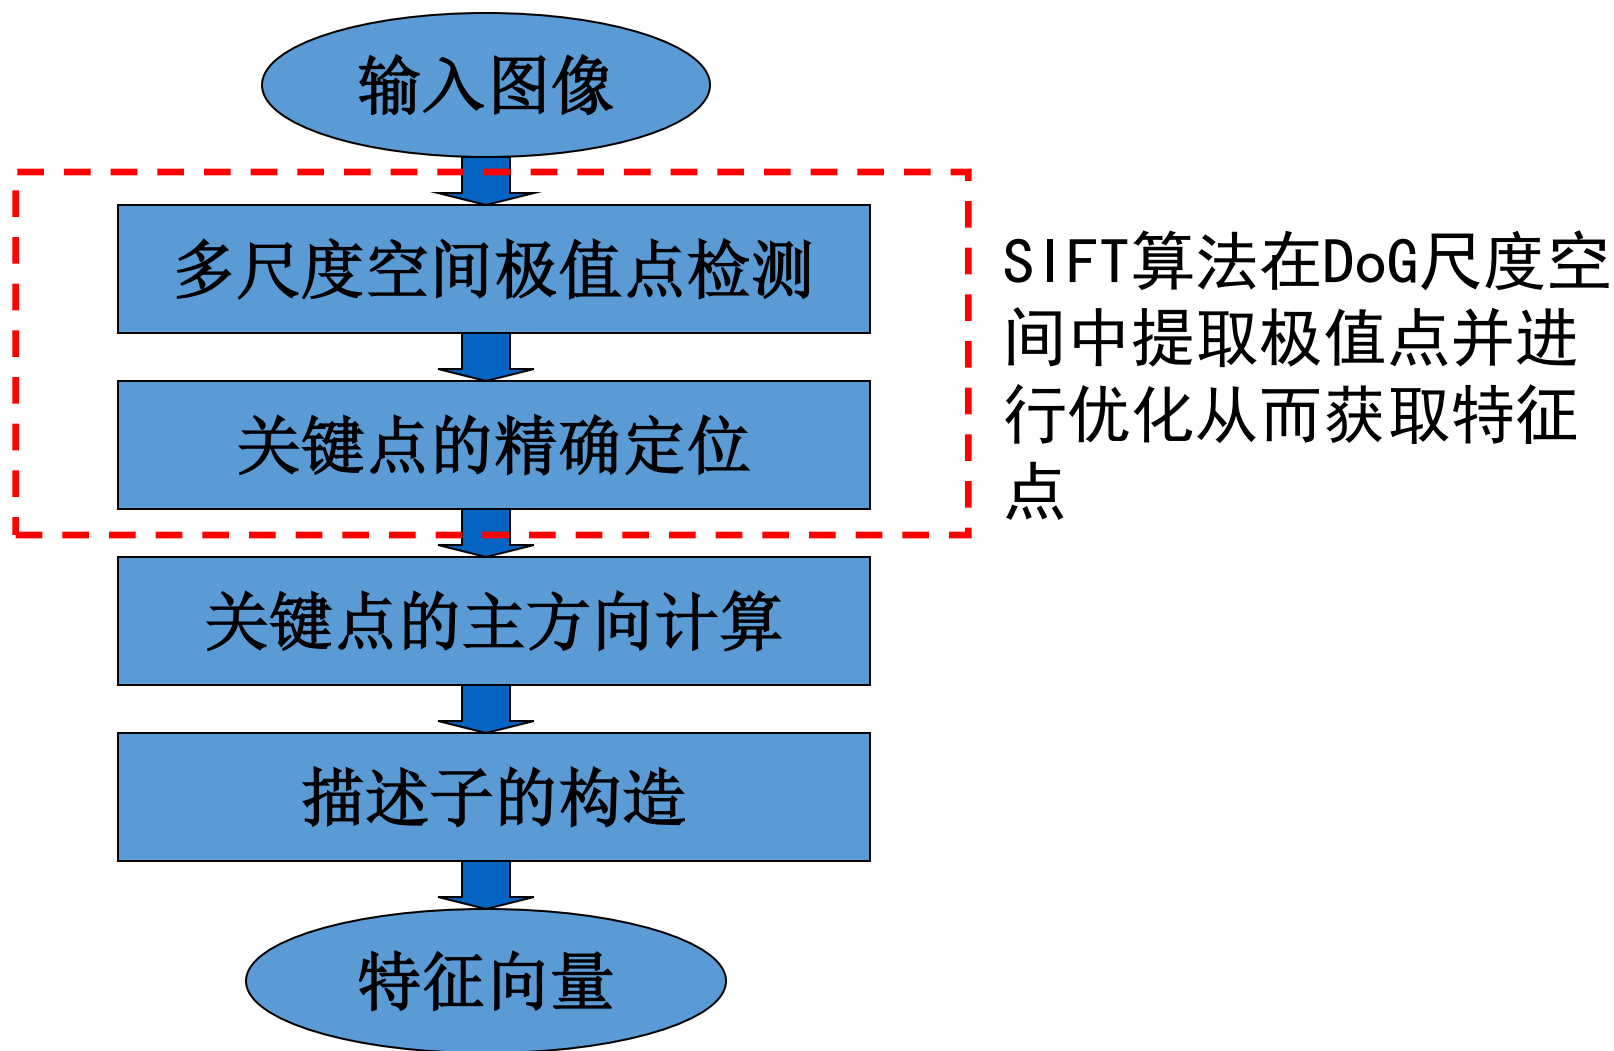 输入图像
多尺度空间极值点检测
关键点的精确定位
SIFT算法在DoG尺度空
间中提取极值点并进
行优化从而获取特征
点
关键点的主方向计算
描述子的构造
特征向量